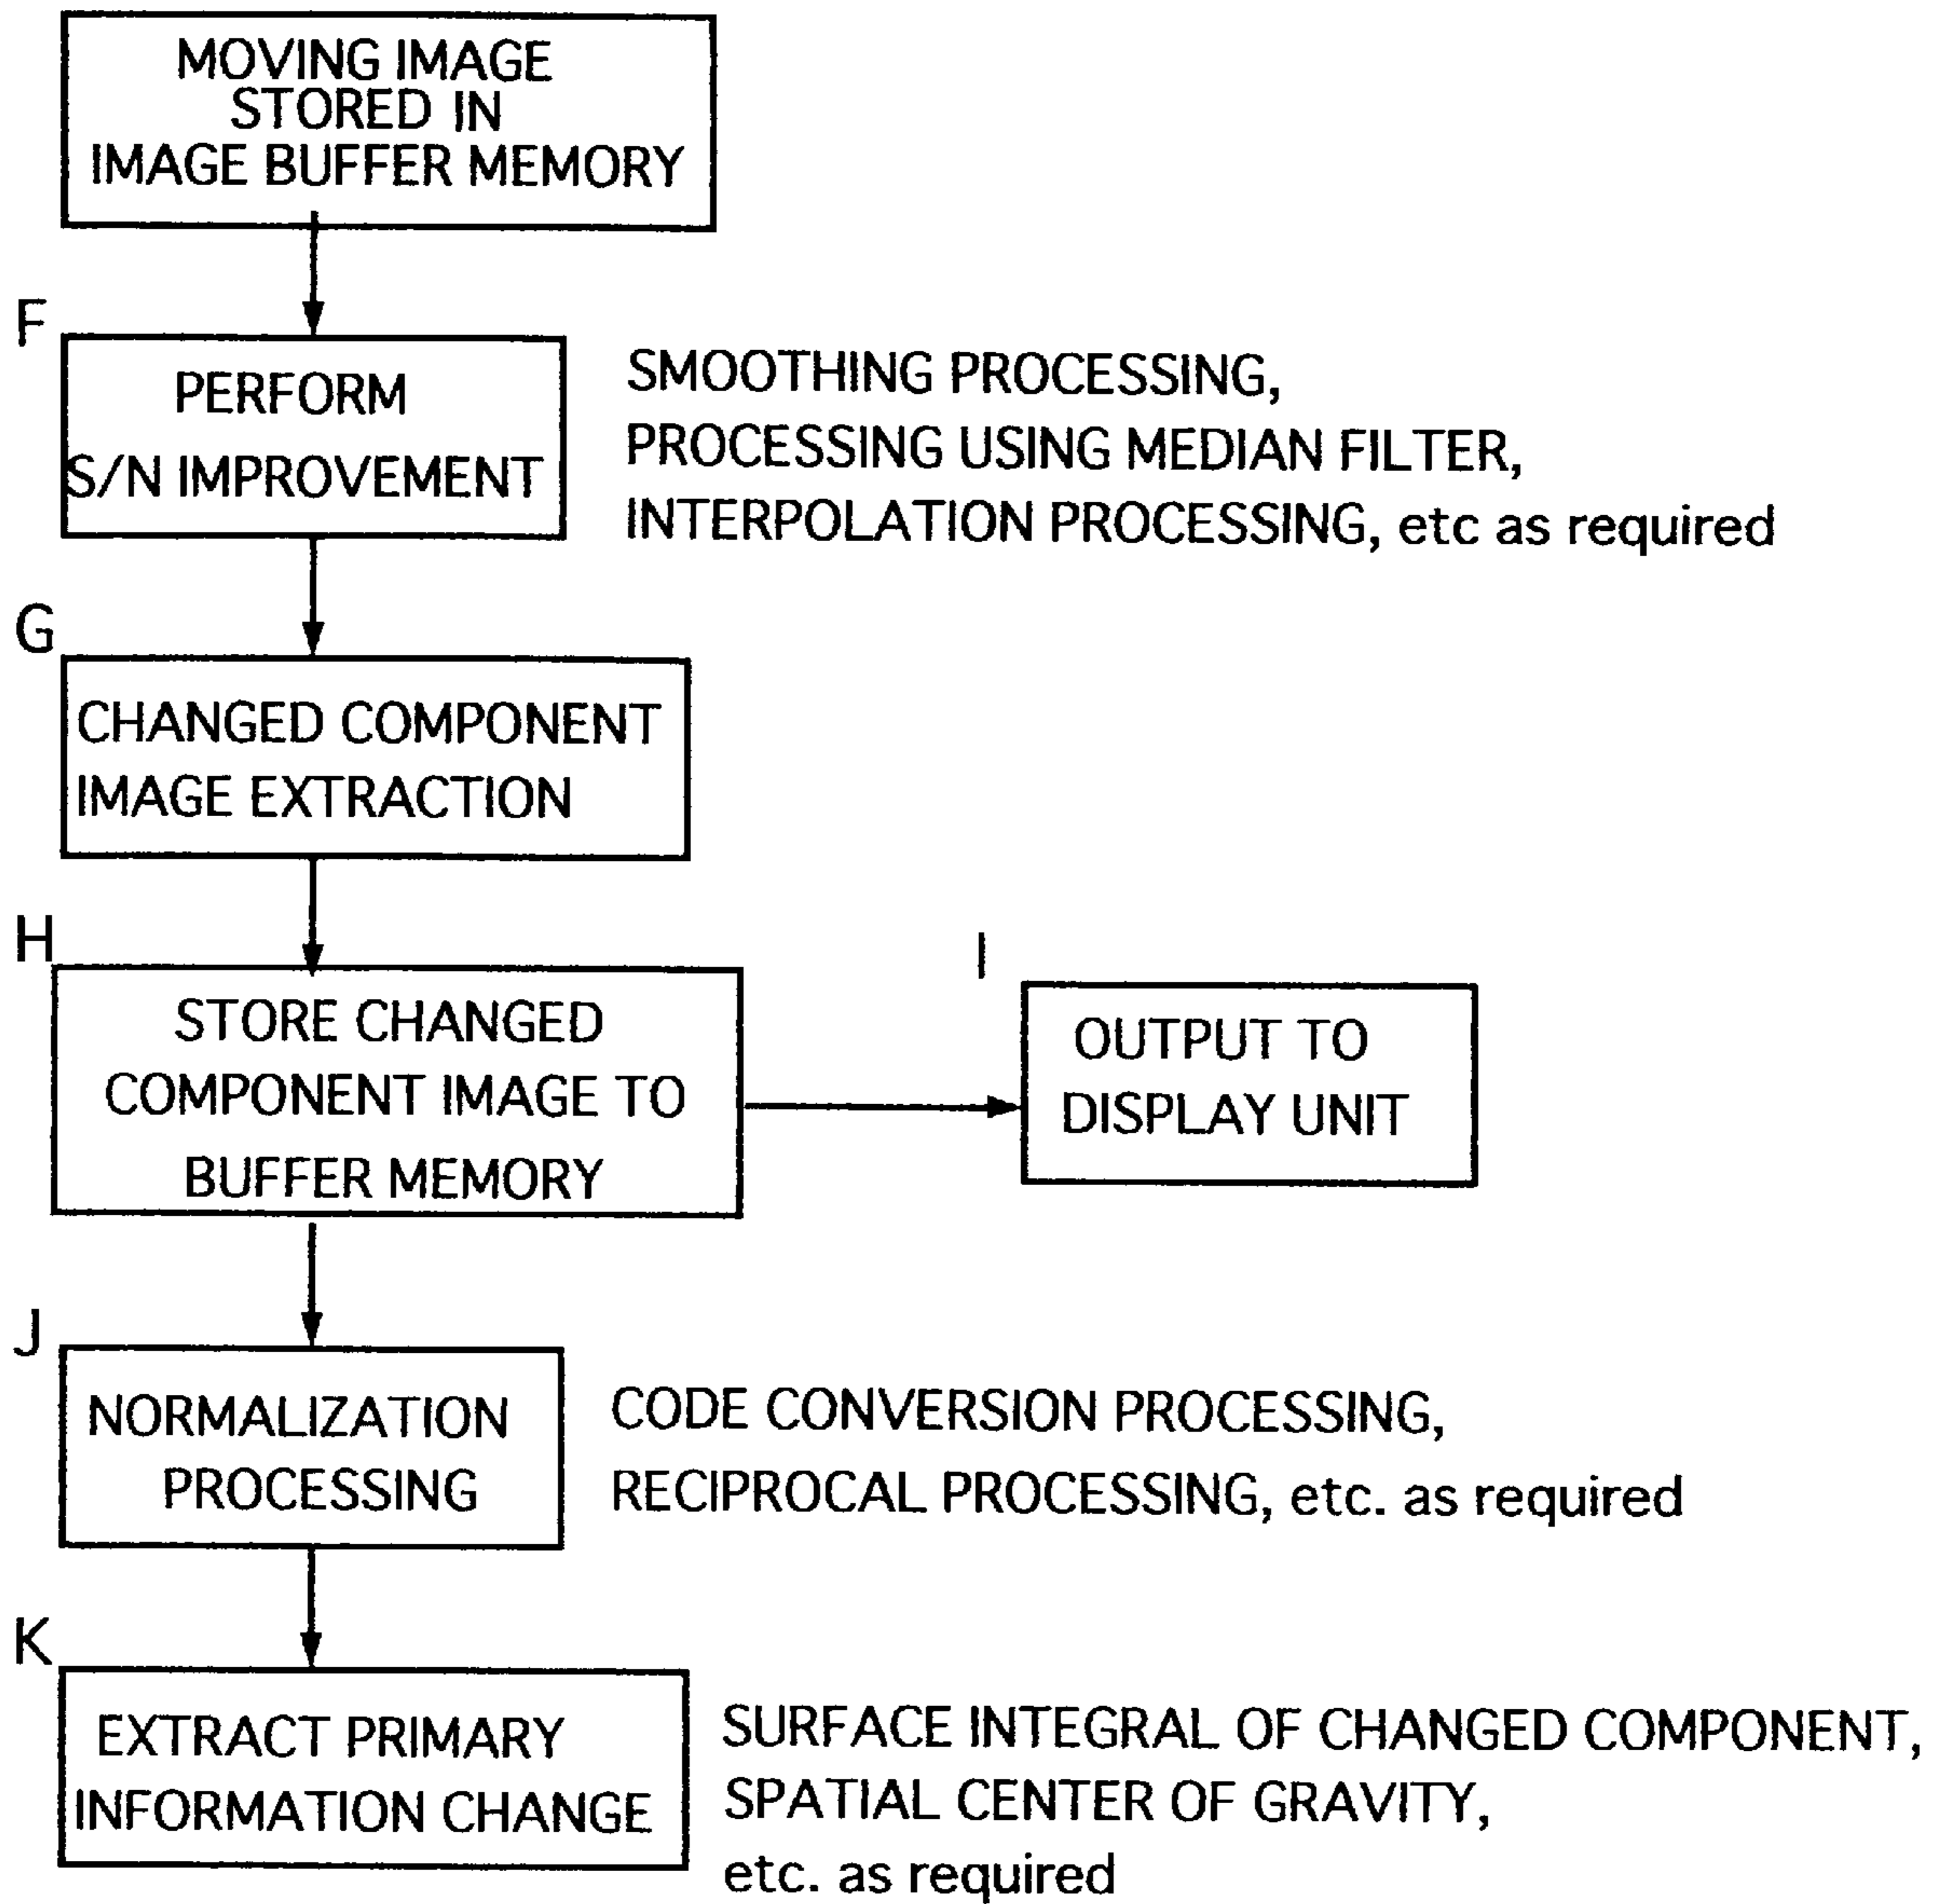 MOVING IMAGE
STORED IN
IMAGE BUFFER MEMORY
F
PERFORM
S/N IMPROVEMENT
SMOOTHING PROCESSING,
PROCESSING USING MEDIAN FILTER,
INTERPOLATION PROCESSING, etc as required
G
CHANGED COMPONENT
IMAGE EXTRACTION
H
STORE CHANGED
COMPONENT IMAGE TO
BUFFER MEMORY
I
OUTPUT TO
DISPLAY UNIT
J
NORMALIZATION
PROCESSING
CODE CONVERSION PROCESSING,
RECIPROCAL PROCESSING, etc. as required
K
EXTRACT PRIMARY
INFORMATION CHANGE
SURFACE INTEGRAL OF CHANGED COMPONENT,
SPATIAL CENTER OF GRAVITY,
etc. as required